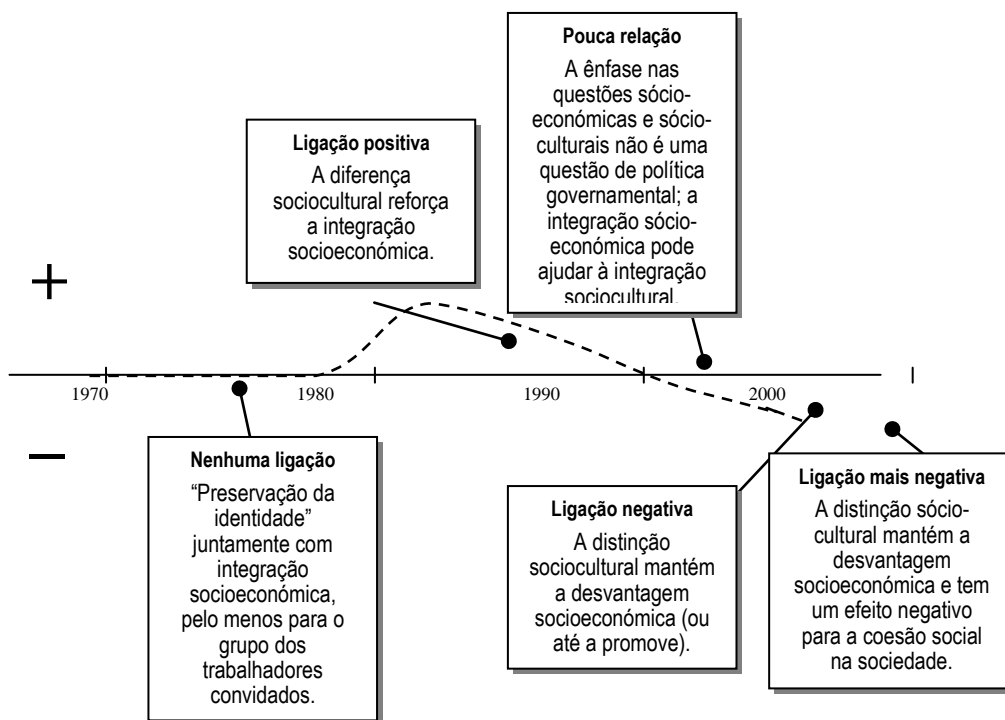 Pouca relação
A ênfase nas
questões sócio-
económicas e sócio-
culturais não é uma
questão de política
governamental; a
integração sócio-
económica pode
ajudar à integração
sociocultural.
Ligação positiva
A diferença
sociocultural reforça
a integração
socioeconómica.
+
1970
1980
1990
2000
–
Nenhuma ligação
“Preservação da
identidade”
juntamente com
integração
socioeconómica,
pelo menos para o
grupo dos
trabalhadores
convidados.
Ligação negativa
A distinção
sociocultural mantém
a desvantagem
socioeconómica (ou
até a promove).
Ligação mais negativa
A distinção sócio-
cultural mantém a
desvantagem
socioeconómica e tem
um efeito negativo
para a coesão social
na sociedade.